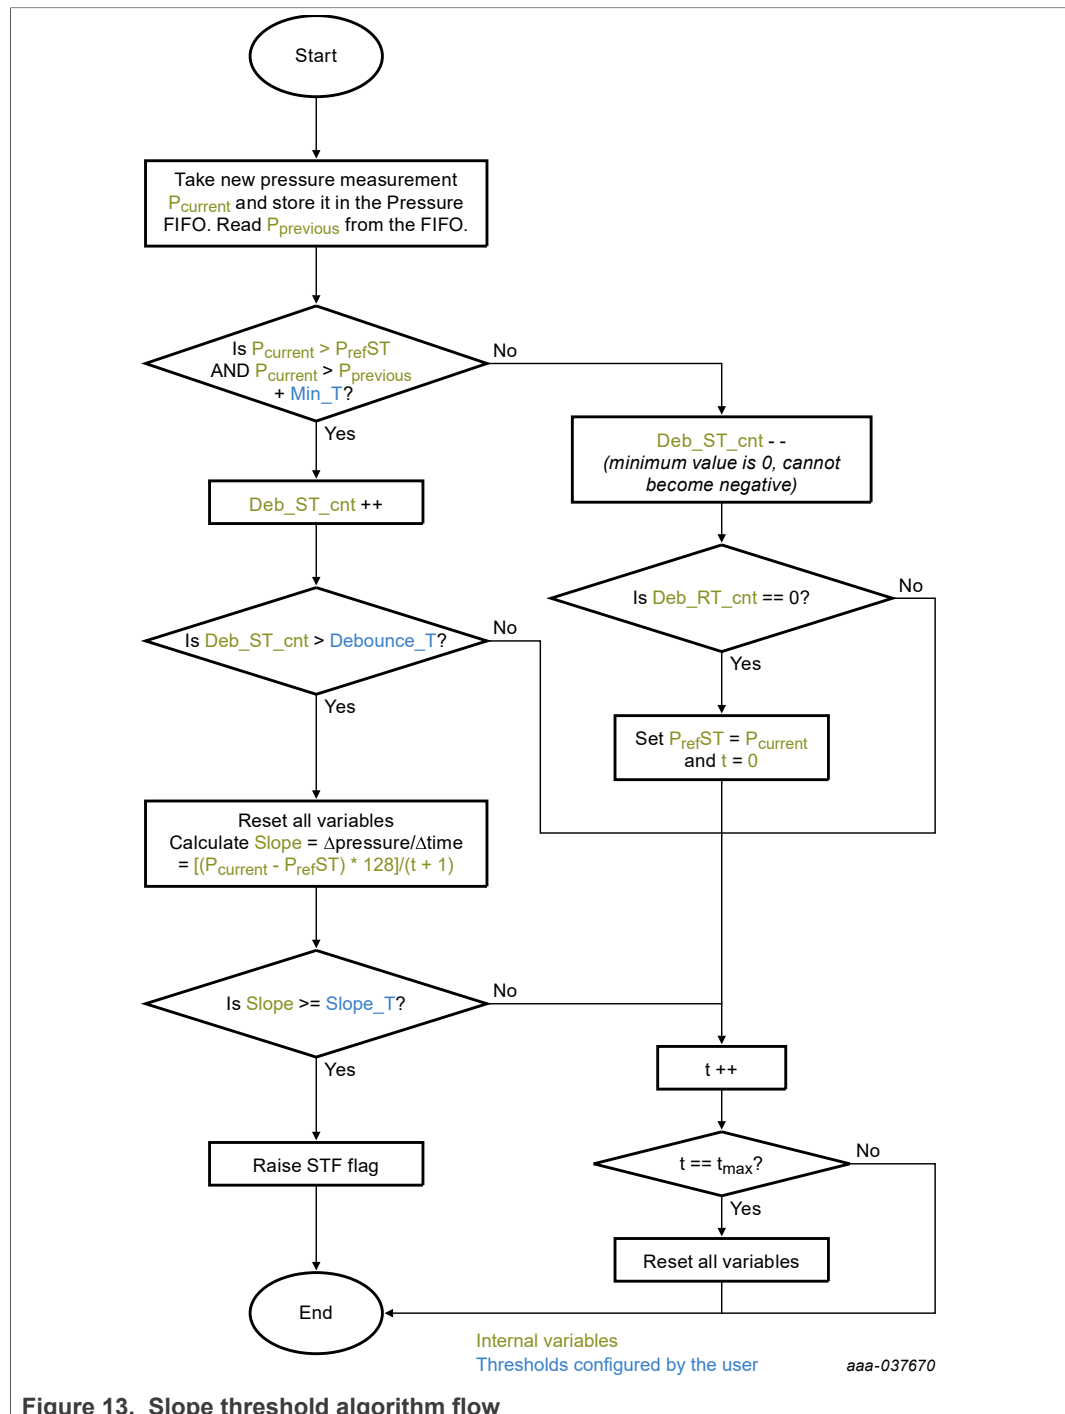 Start
Take new pressure measurement
Pcurrent and store it in the Pressure
FIFO. Read Pprevious from the FIFO.
Is Pcurrent > PrefST
AND Pcurrent > Pprevious
+ Min_T?
No
Yes
Deb_ST_cnt - -
(minimum value is 0, cannot
become negative)
Deb_ST_cnt ++
Is Deb_RT_cnt == 0?
No
Yes
Is Deb_ST_cnt > Debounce_T?
No
Yes
Set PrefST = Pcurrent
and t = 0
Reset all variables
Calculate Slope = Δpressure/Δtime
= [(Pcurrent - PrefST) * 128]/(t + 1)
Is Slope >= Slope_T?
No
Yes
t ++
t == tmax?
No
Yes
Raise STF flag
Reset all variables
End
Internal variables
Thresholds configured by the user
aaa-037670
Figure 13. Slope threshold algorithm flow